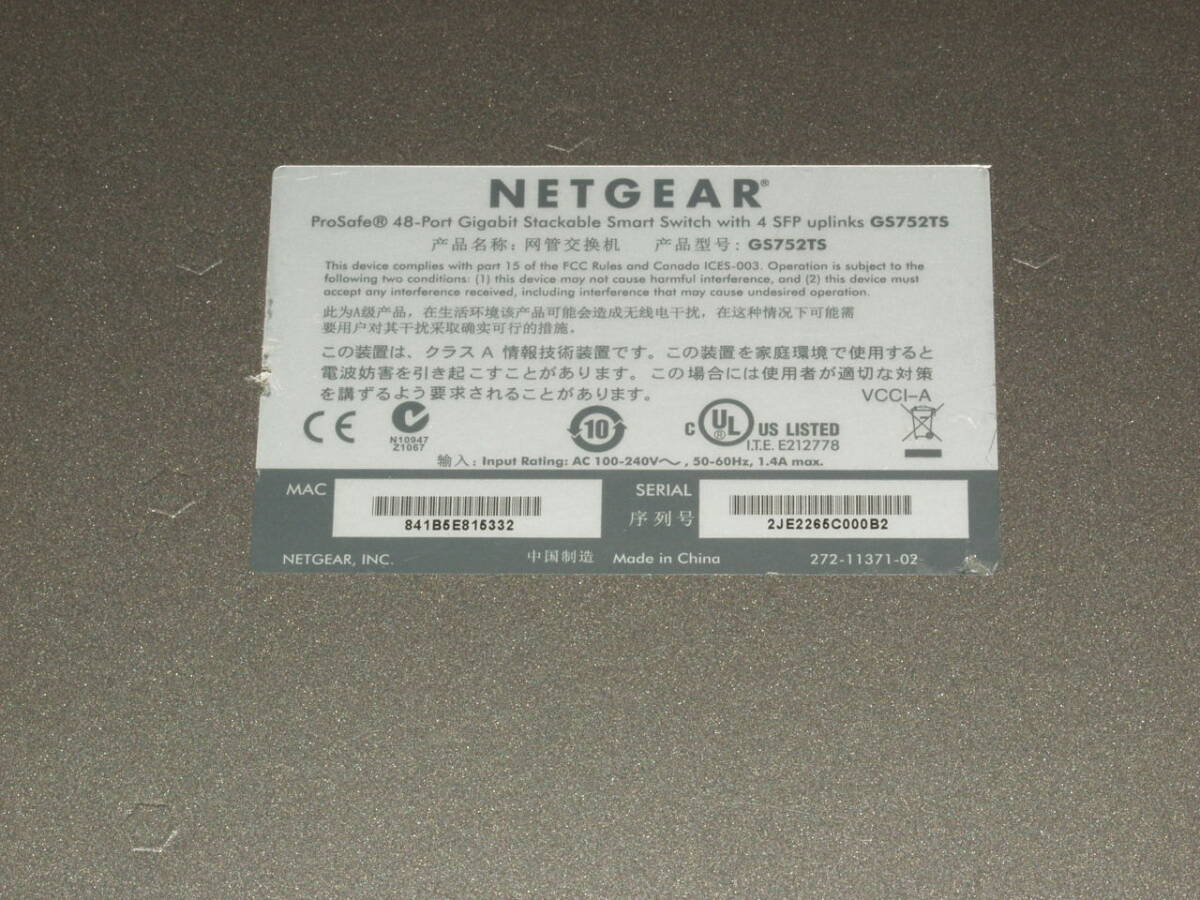 NETGEAR®
ProSafe® 48-Port Gigabit Stackable Smart Switch with 4 SFP uplinks GS752TS
产品名称: 网管交换机 产品型号: GS752TS
This device complies with part 15 of the FCC Rules and Canada ICES-003. Operation is subject to the
following two conditions: (1) this device may not cause harmful interference, and (2) this device must
accept any interference received, including interference that may cause undesired operation.
此为A级产品，在生活环境该产品可能会造成无线电干扰，在这种情况下可能需
要用户对其干扰采取确实可行的措施。
この装置は、クラス A 情報技術装置です。この装置を家庭環境で使用すると
電波妨害を引き起こすことがあります。この場合には使用者が適切な対策
を講ずるよう要求されることがあります。
VCCI-A
CE
N10947
Z1067
10
C UL ® US LISTED
I.T.E. E212778
输入: Input Rating: AC 100-240V～, 50-60Hz, 1.4A max.
MAC
841B5E815332
SERIAL
序列号
2JE2265C000B2
NETGEAR, INC. 中国制造 Made in China 272-11371-02